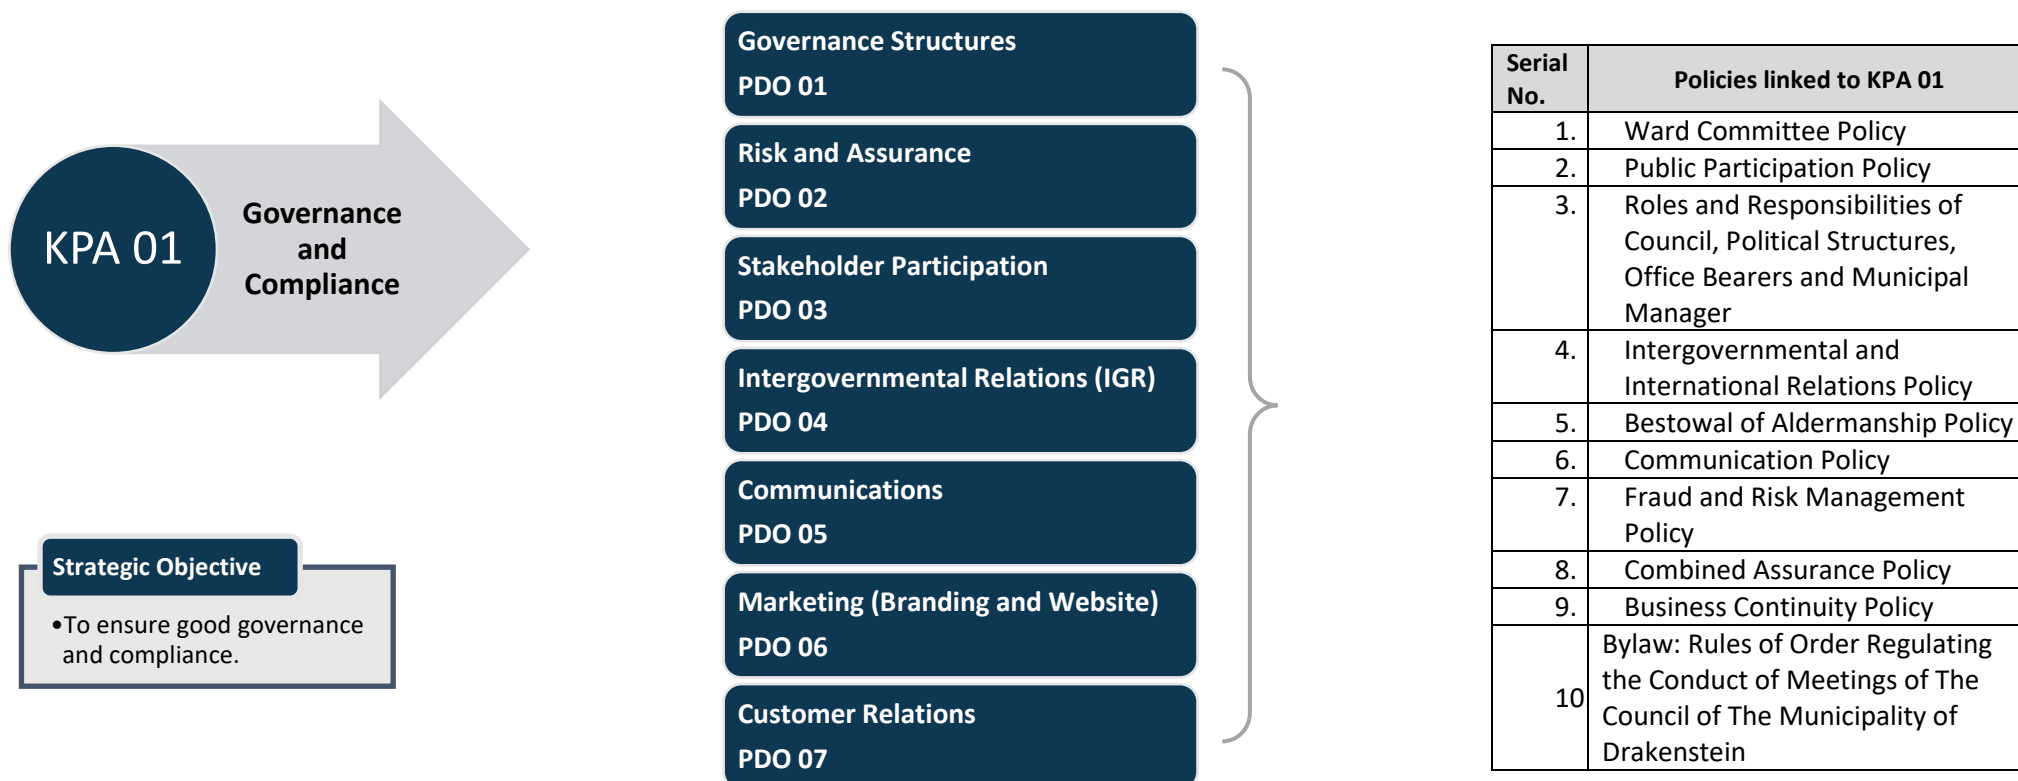 KPA 01
Governance
and
Compliance
Strategic Objective
•To ensure good governance
and compliance.
Governance Structures
PDO 01
Risk and Assurance
PDO 02
Stakeholder Participation
PDO 03
Intergovernmental Relations (IGR)
PDO 04
Communications
PDO 05
Marketing (Branding and Website)
PDO 06
Customer Relations
PDO 07
Serial
No.
Policies linked to KPA 01
1.
Ward Committee Policy
2.
Public Participation Policy
3.
Roles and Responsibilities of
Council, Political Structures,
Office Bearers and Municipal
Manager
4.
Intergovernmental and
International Relations Policy
5.
Bestowal of Aldermanship Policy
6.
Communication Policy
7.
Fraud and Risk Management
Policy
8.
Combined Assurance Policy
9.
Business Continuity Policy
10
Bylaw: Rules of Order Regulating
the Conduct of Meetings of The
Council of The Municipality of
Drakenstein